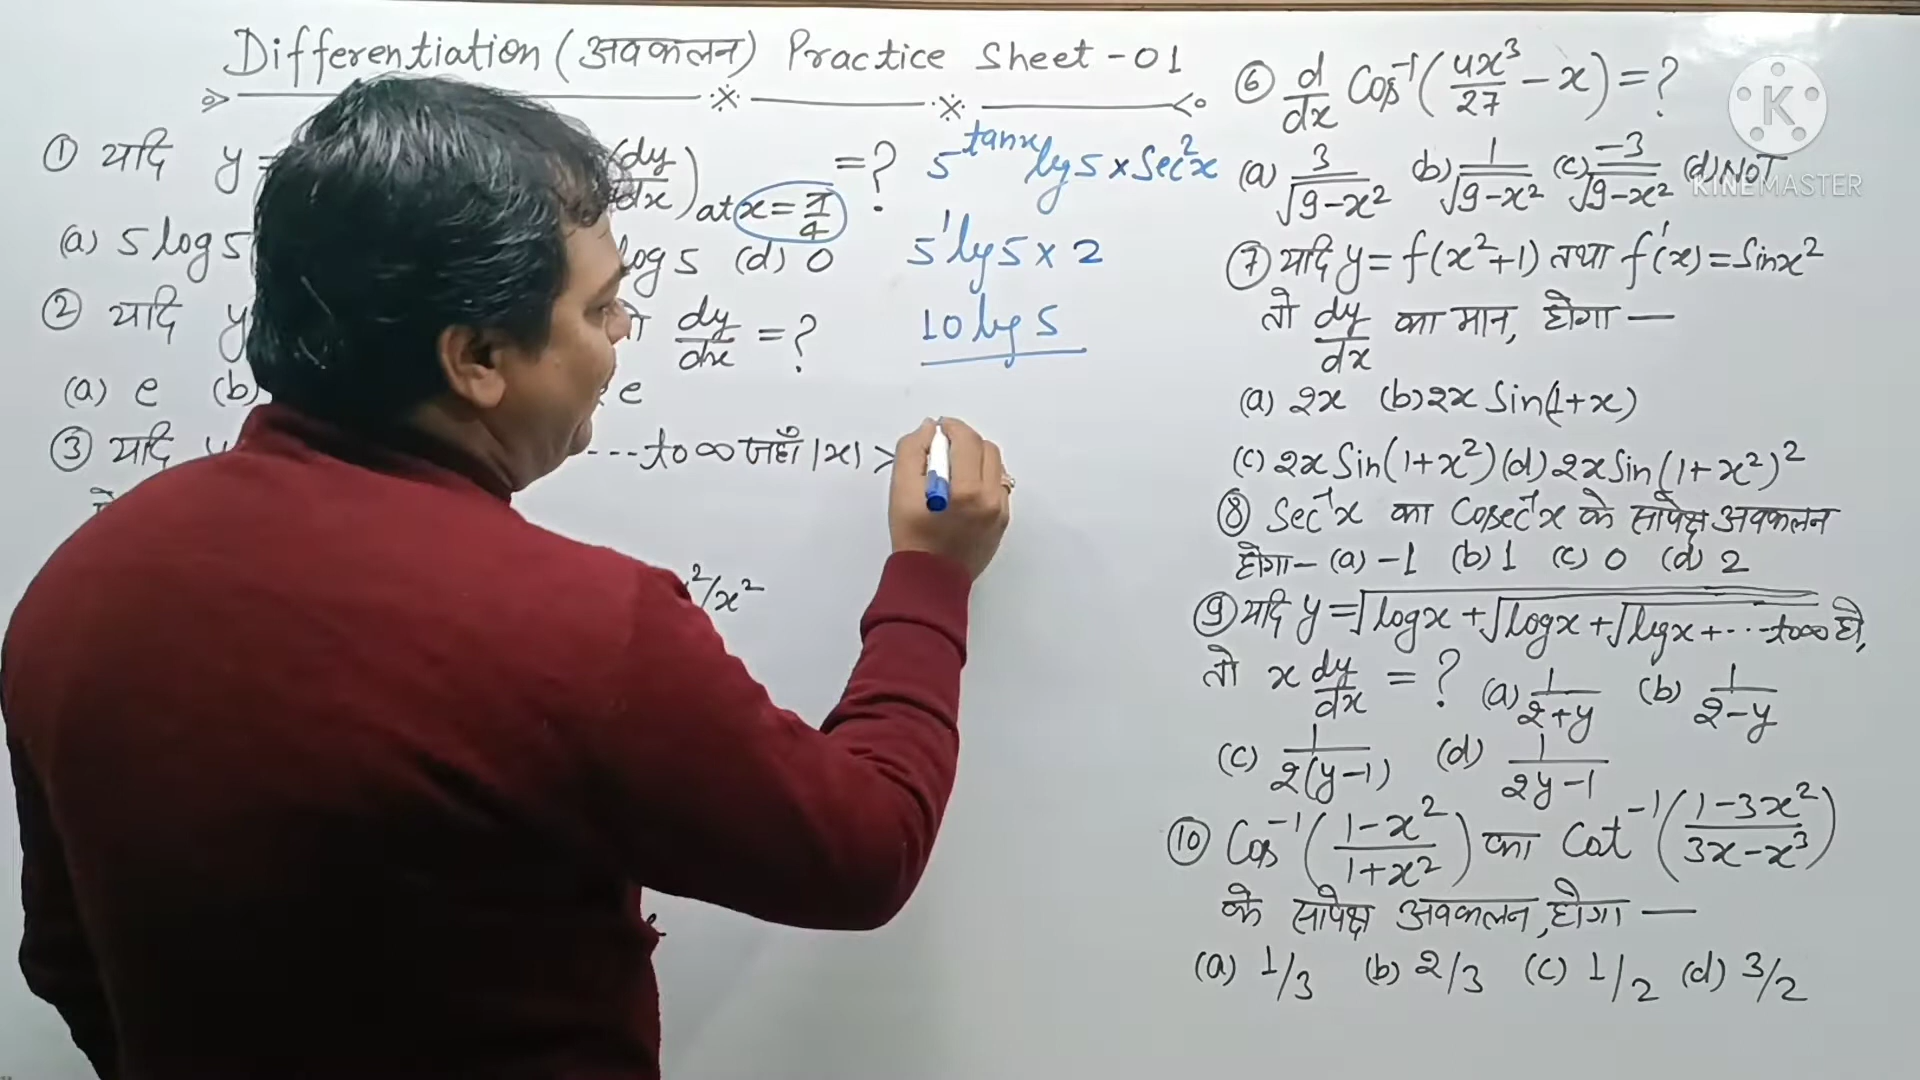 Differentiation (अवकलन) Practice Sheet - 01
① यदि y = (dy/dx) at x = π/4 = ?
(a) 5 log 5 log 5 (d) 0
② यदि y dy/dx = ?
(a) e (b) e
③ यदि y ---- to ∞ जहाँ |x| >
²/x²
5^tanx log 5 × Sec²x
5¹ log 5 × 2
10 log 5
⑥ d/dx Cos⁻¹(4x³/27 - x) = ?
(a) 3/√9-x² (b) 1/√9-x² (c) -3/√9-x² (d) NOT
⑦ यदि y = f(x²+1) तथा f'(x) = Sinx²
तो dy/dx का मान, होगा —
(a) 2x (b) 2x Sin(1+x)
(c) 2x Sin(1+x²) (d) 2x Sin(1+x²)²
⑧ Sec⁻¹x का Cosec⁻¹x के सापेक्ष अवकलन
होगा - (a) -1 (b) 1 (c) 0 (d) 2
⑨ यदि y = √logx + √logx + √logx + ... to ∞ हो,
तो x dy/dx = ? (a) 1/2+y (b) 1/2-y
(c) 1/2(y-1) (d) 1/2y-1
⑩ Cos⁻¹(1-x²/1+x²) का Cot⁻¹(1-3x²/3x-x³)
के सापेक्ष अवकलन, होगा —
(a) 1/3 (b) 2/3 (c) 1/2 (d) 3/2
K
KINEMASTER